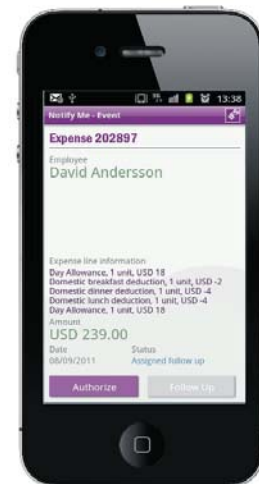 13:38
Notify Me - Event
Expense 202897
Employee
David Andersson
Expense line information
Day Allowance, 1 unit, USD 18
Domestic breakfast deduction, 1 unit, USD -2
Domestic dinner deduction, 1 unit, USD -4
Domestic lunch deduction, 1 unit, USD -4
Day Allowance, 1 unit, USD 18
Amount
USD 239.00
Date Status
08/09/2011 Assigned follow up
Authorize Follow Up